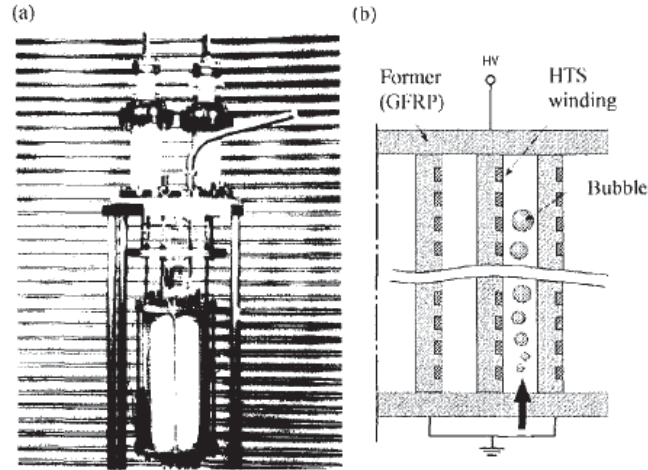 (a)
(b)
HV
Former
(GFRP)
HTS
winding
Bubble